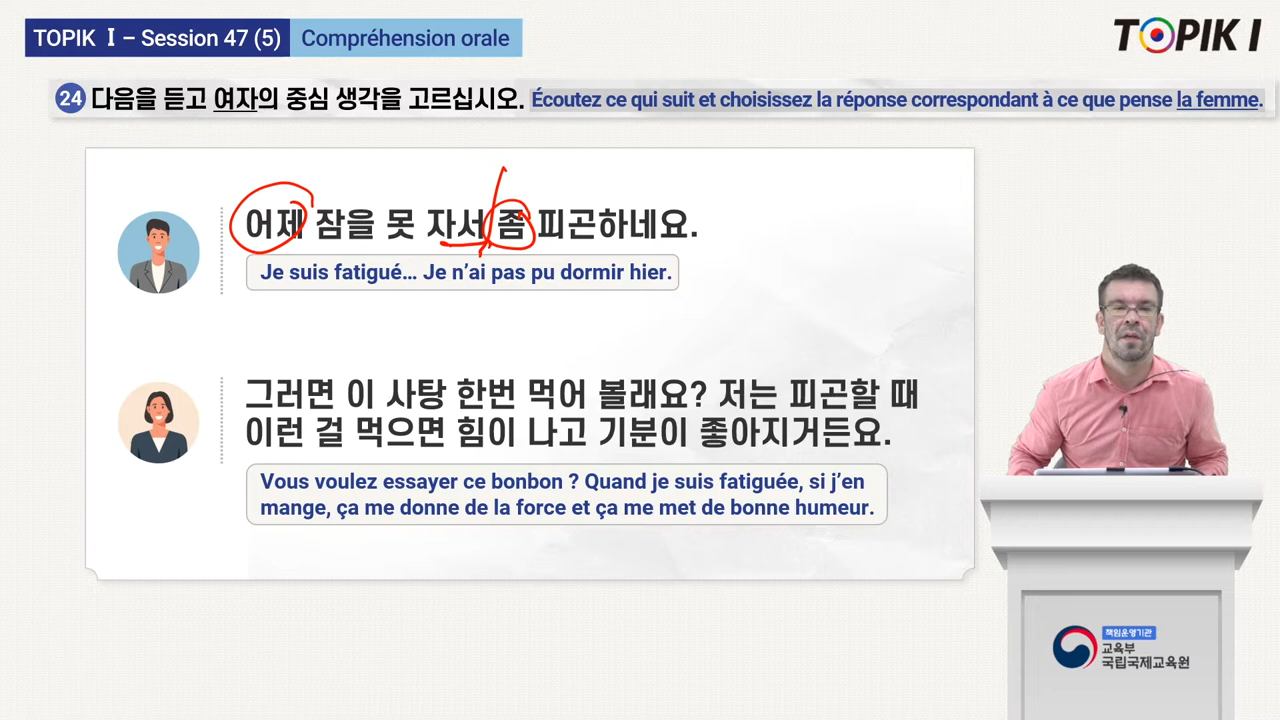 TOPIK I – Session 47 (5) Compréhension orale
TOPIK I
24 다음을 듣고 여자의 중심 생각을 고르십시오. Écoutez ce qui suit et choisissez la réponse correspondant à ce que pense la femme.
어제 잠을 못 자서 좀 피곤하네요.
Je suis fatigué... Je n'ai pas pu dormir hier.
그러면 이 사탕 한번 먹어 볼래요? 저는 피곤할 때
이런 걸 먹으면 힘이 나고 기분이 좋아지거든요.
Vous voulez essayer ce bonbon ? Quand je suis fatiguée, si j'en
mange, ça me donne de la force et ça me met de bonne humeur.
책임운영기관
교육부
국립국제교육원